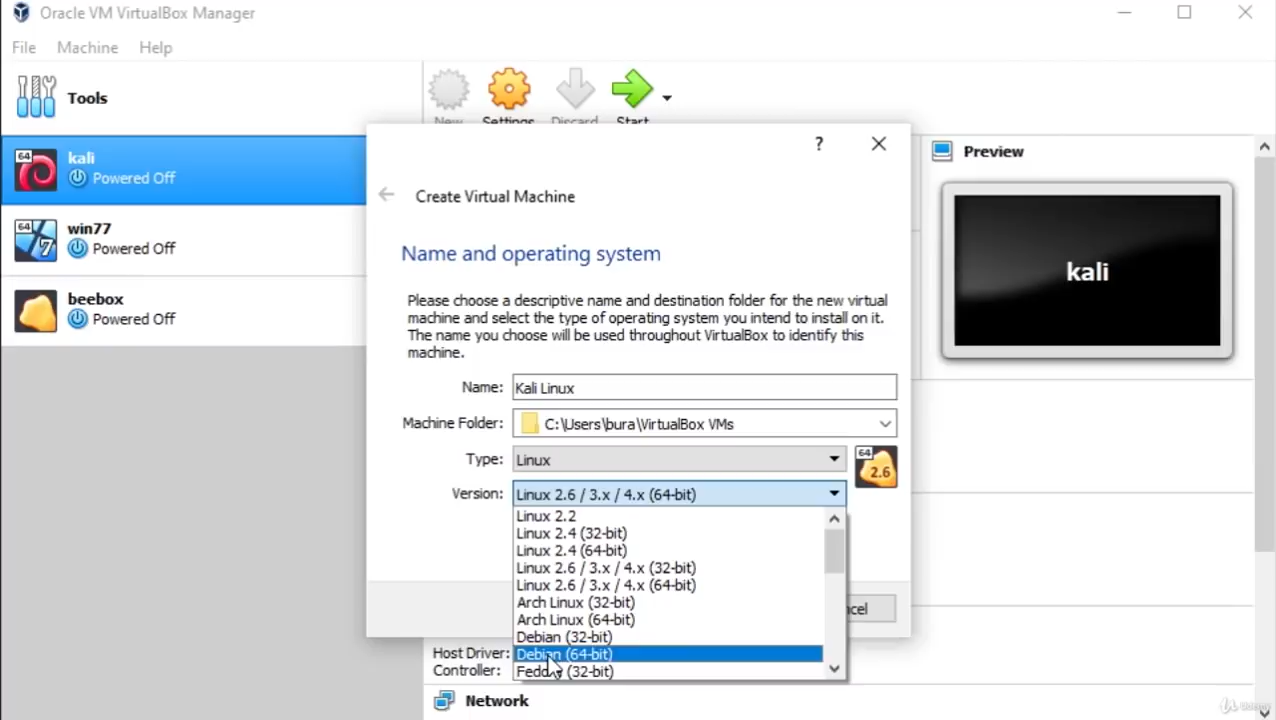 Oracle VM VirtualBox Manager
File Machine Help
Tools
New Settings Discard Start
64
kali
Powered Off
64
7
win77
Powered Off
beebox
Powered Off
Preview
kali
?
Create Virtual Machine
Name and operating system
Please choose a descriptive name and destination folder for the new virtual
machine and select the type of operating system you intend to install on it.
The name you choose will be used throughout VirtualBox to identify this
machine.
Name: Kali Linux
Machine Folder: C:\Users\bura\VirtualBox VMs
Type: Linux
64
2.6
Version: Linux 2.6 / 3.x / 4.x (64-bit)
Linux 2.2
Linux 2.4 (32-bit)
Linux 2.4 (64-bit)
Linux 2.6 / 3.x / 4.x (32-bit)
Linux 2.6 / 3.x / 4.x (64-bit)
Arch Linux (32-bit)
Arch Linux (64-bit)
Debian (32-bit)
Debian (64-bit)
Fedora (32-bit)
ncel
Host Driver:
Controller:
Network